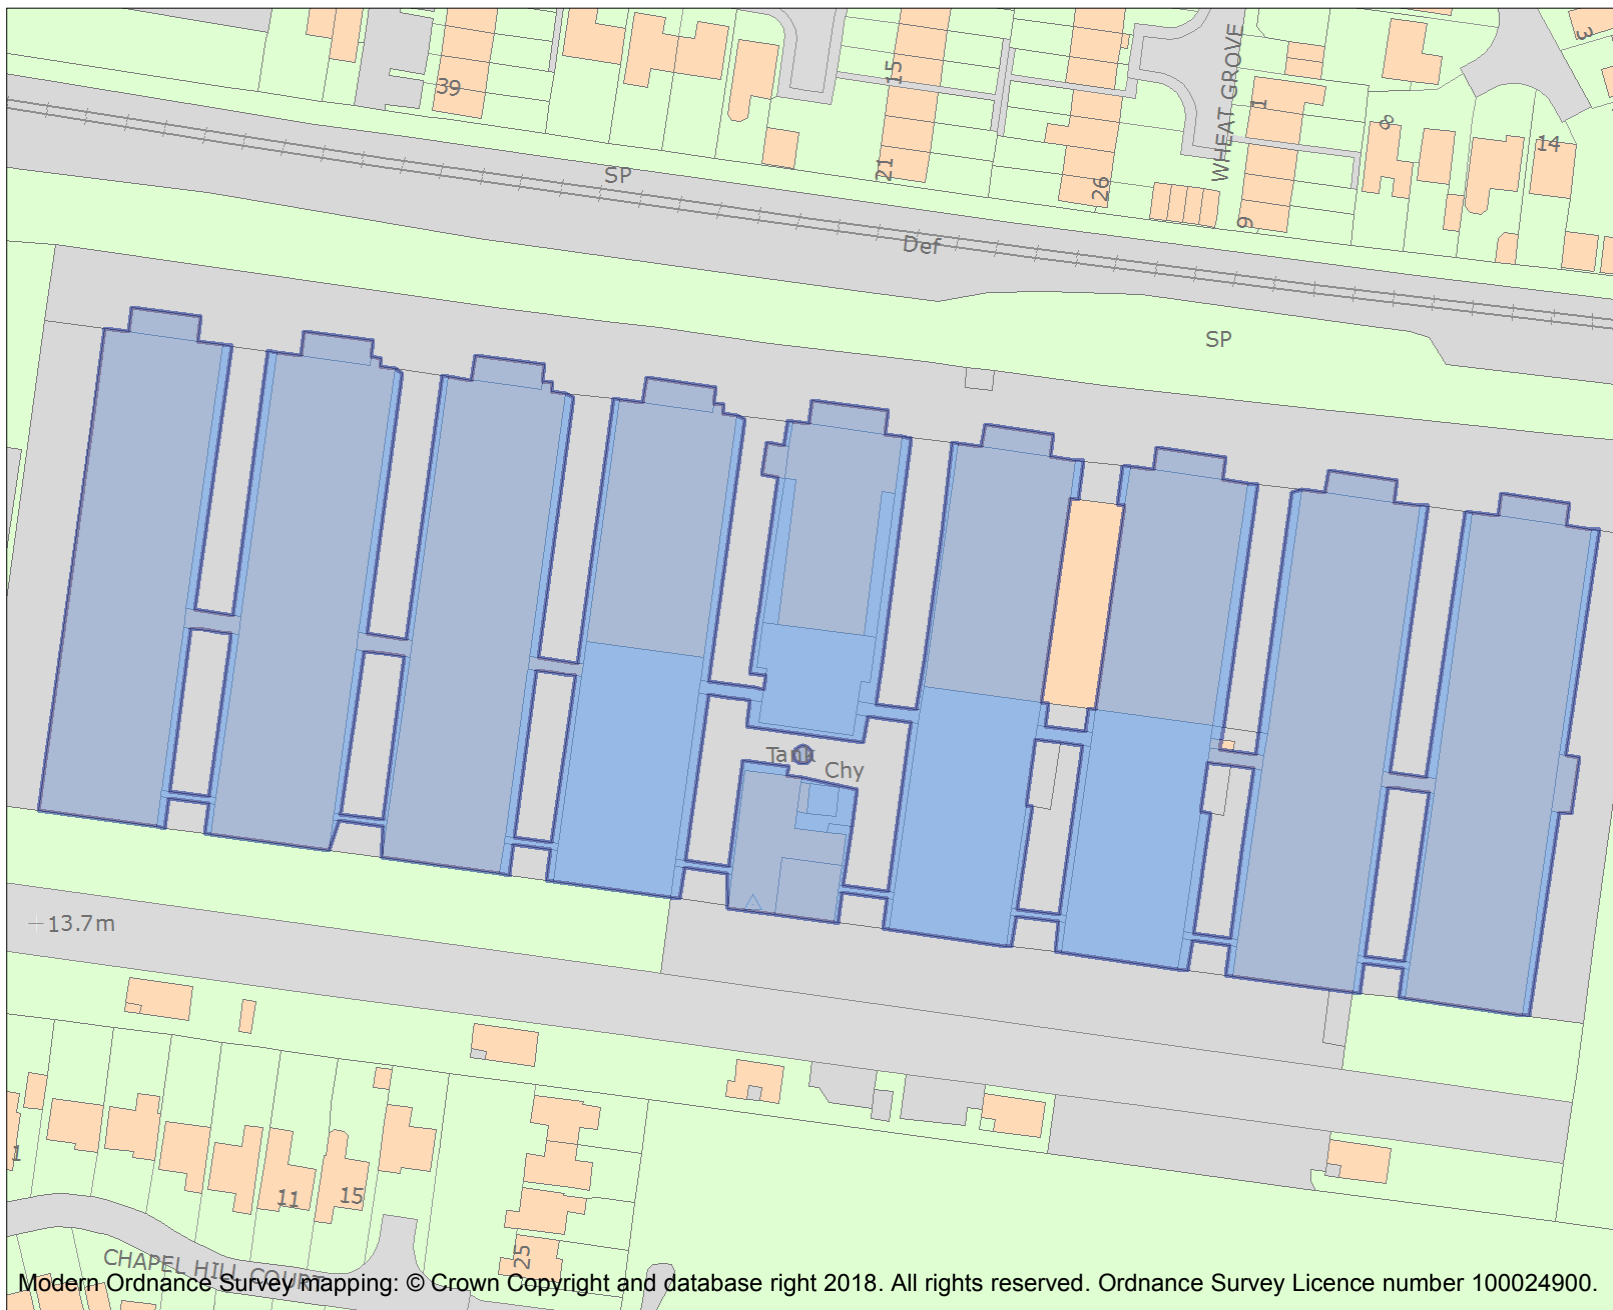 3
39
15
WHEAT GROVE
1
8
14
21
SP
26
9
Def
SP
Tank
Chy
13.7m
1
11
15
25
CHAPEL HILL COURT
Modern Ordnance Survey mapping: © Crown Copyright and database right 2018. All rights reserved. Ordnance Survey Licence number 100024900.